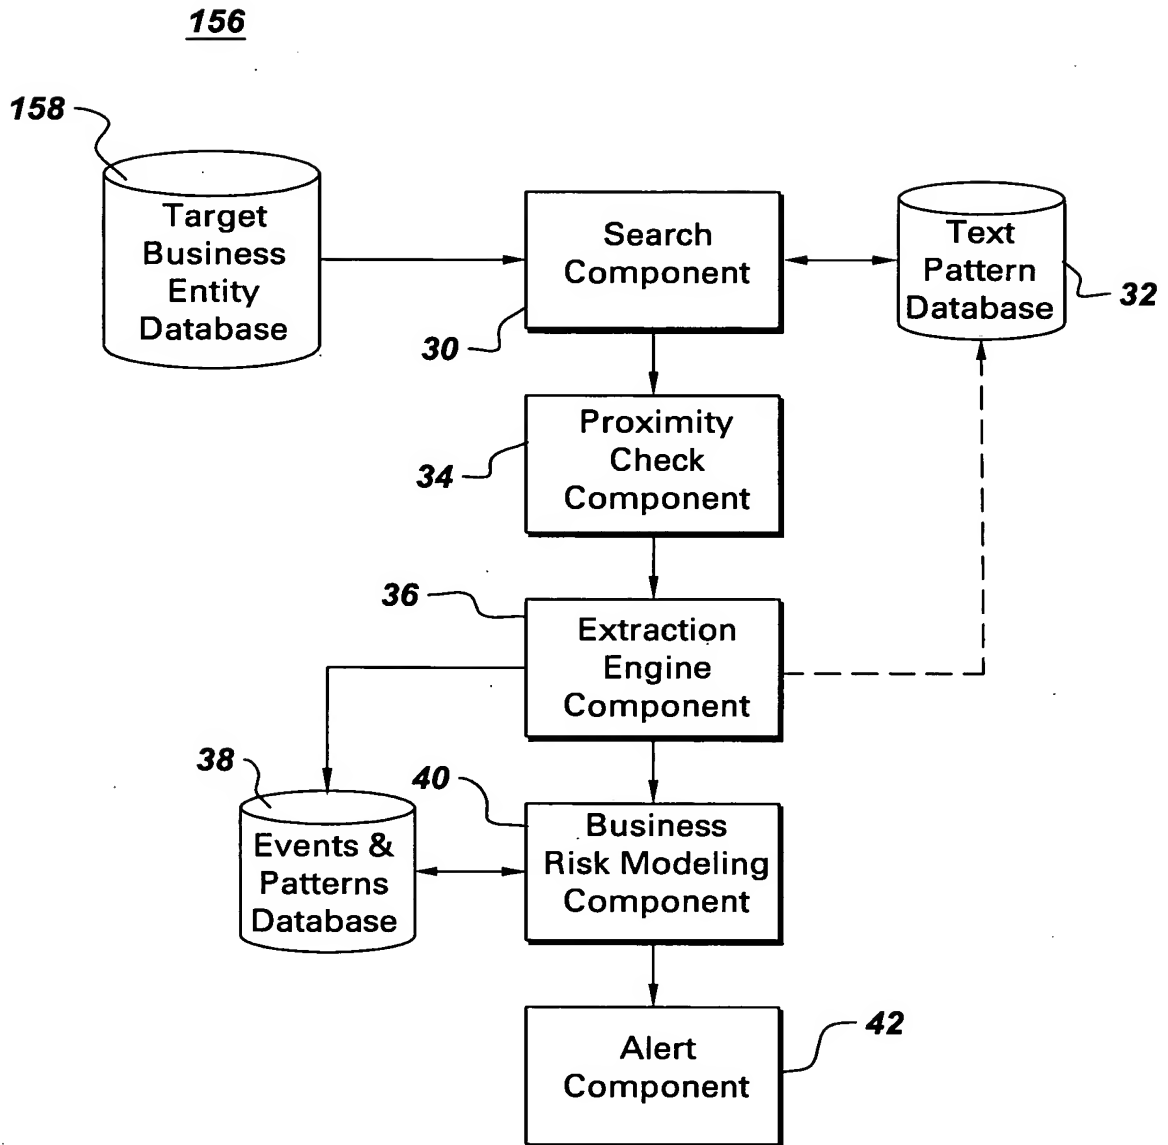 156
158
Target
Business
Entity
Database
Search
Component
30
Text
Pattern
Database
32
Proximity
Check
Component
34
36
Extraction
Engine
Component
38
Events &
Patterns
Database
40
Business
Risk Modeling
Component
Alert
Component
42